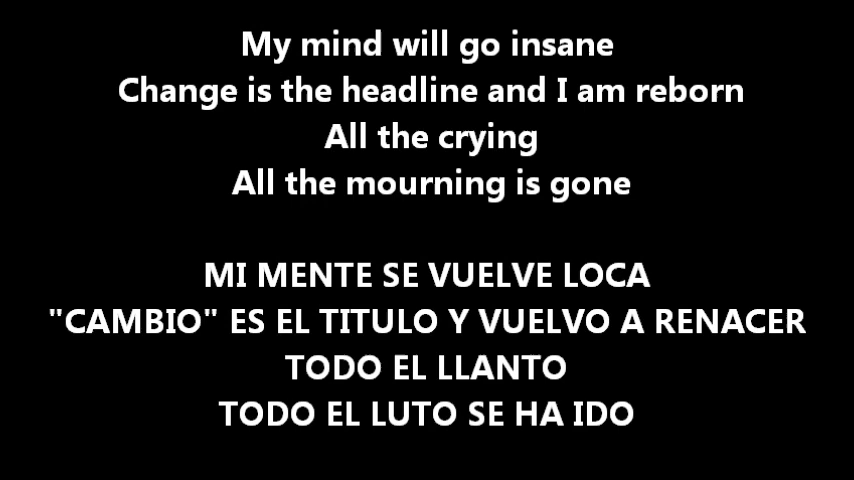 My mind will go insane
Change is the headline and I am reborn
All the crying
All the mourning is gone
MI MENTE SE VUELVE LOCA
"CAMBIO" ES EL TITULO Y VUELVO A RENACER
TODO EL LLANTO
TODO EL LUTO SE HA IDO